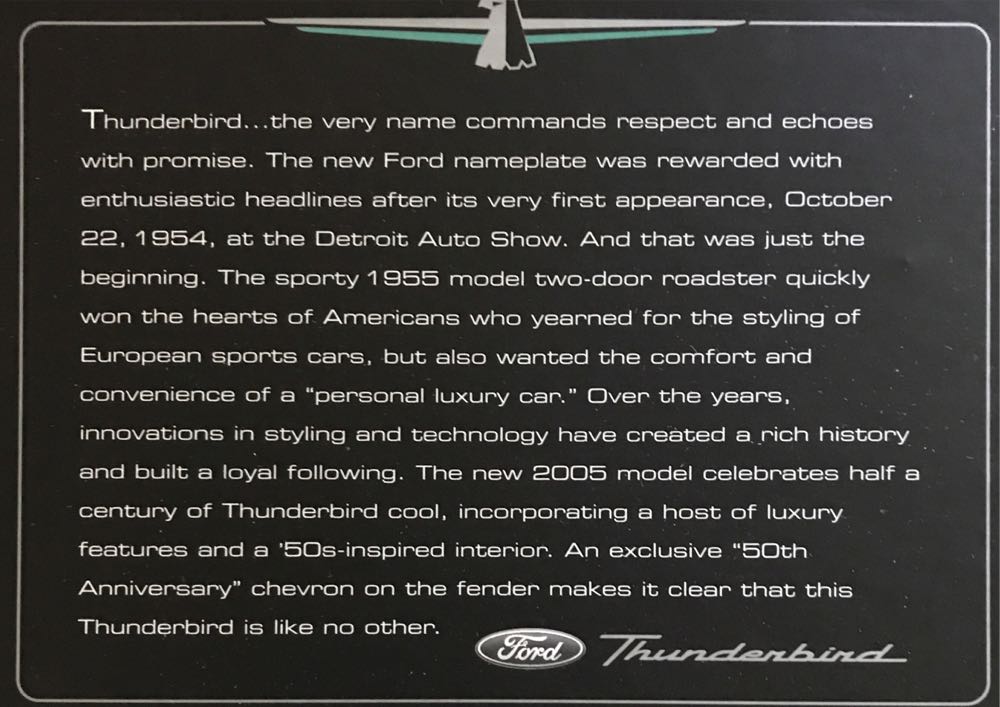 Thunderbird...the very name commands respect and echoes
with promise. The new Ford nameplate was rewarded with
enthusiastic headlines after its very first appearance, October
22, 1954, at the Detroit Auto Show. And that was just the
beginning. The sporty 1955 model two-door roadster quickly
won the hearts of Americans who yearned for the styling of
European sports cars, but also wanted the comfort and
convenience of a "personal luxury car." Over the years,
innovations in styling and technology have created a rich history
and built a loyal following. The new 2005 model celebrates half a
century of Thunderbird cool, incorporating a host of luxury
features and a '50s-inspired interior. An exclusive "50th
Anniversary" chevron on the fender makes it clear that this
Thunderbird is like no other.
Ford Thunderbird